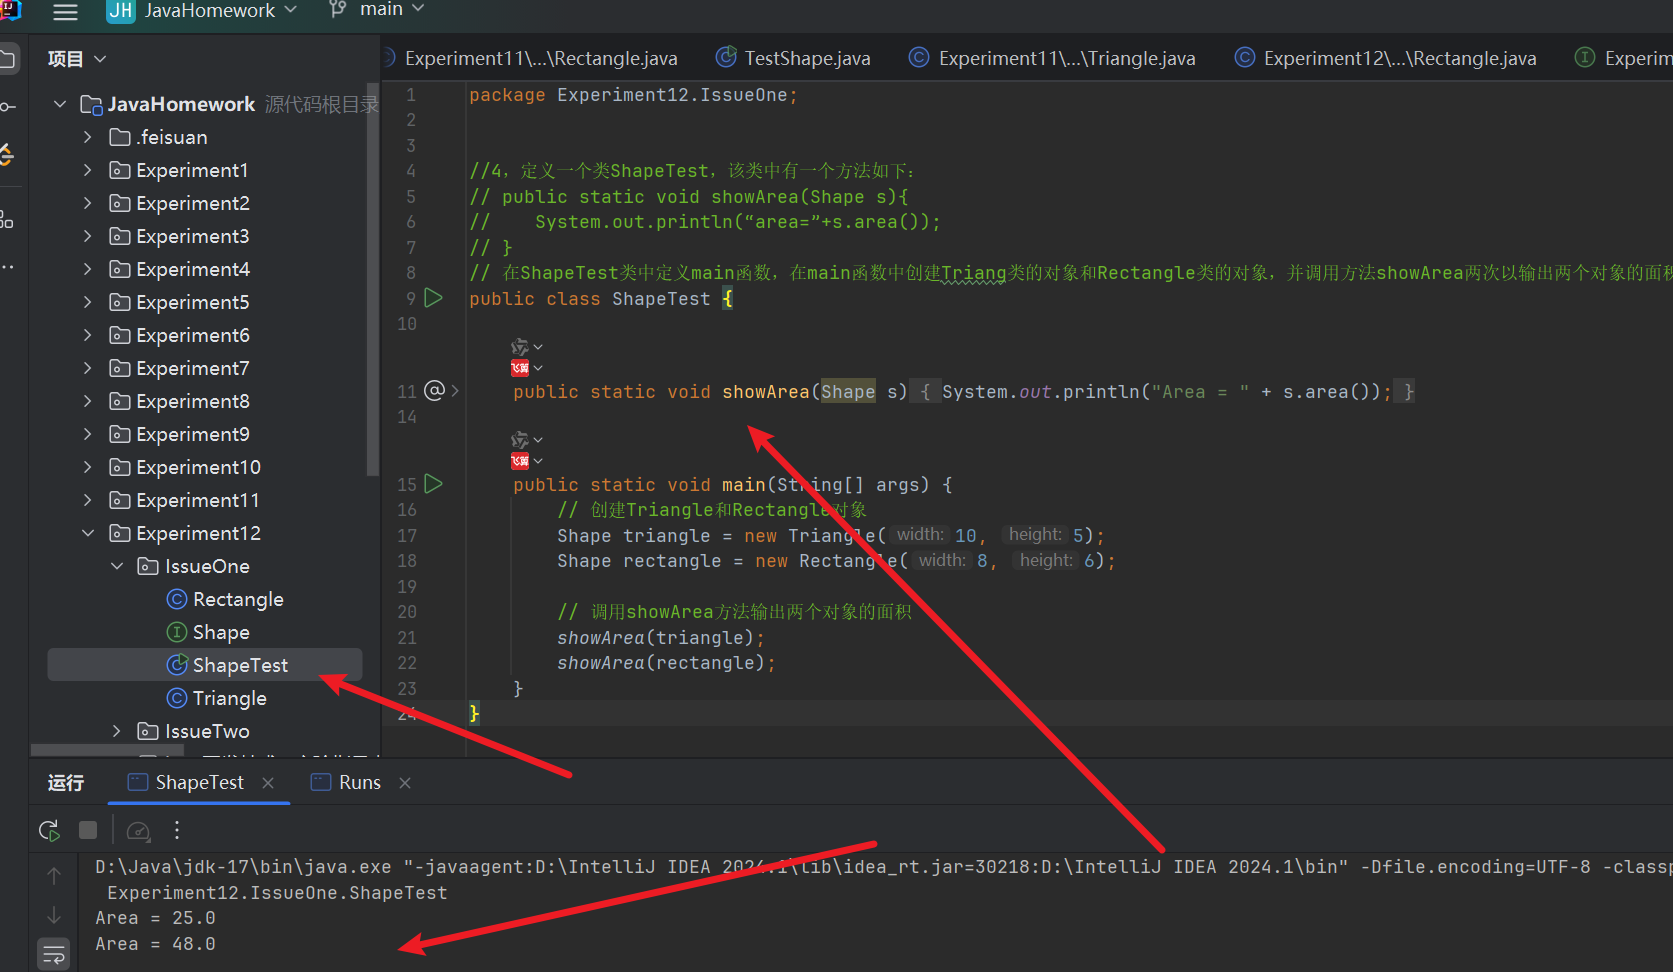 JH JavaHomework main
项目
Experiment11\...\Rectangle.java TestShape.java Experiment11\...\Triangle.java Experiment12\...\Rectangle.java Experim
JavaHomework 源代码根目录
.feisuan
Experiment1
Experiment2
Experiment3
Experiment4
Experiment5
Experiment6
Experiment7
Experiment8
Experiment9
Experiment10
Experiment11
Experiment12
IssueOne
Rectangle
Shape
ShapeTest
Triangle
IssueTwo
1 package Experiment12.IssueOne;
2
3
4 //4，定义一个类ShapeTest，该类中有一个方法如下：
5 // public static void showArea(Shape s){
6 //    System.out.println(“area=”+s.area());
7 // }
8 // 在ShapeTest类中定义main函数，在main函数中创建Triang类的对象和Rectangle类的对象，并调用方法showArea两次以输出两个对象的面积
9 public class ShapeTest {
10
飞算
11 public static void showArea(Shape s) { System.out.println("Area = " + s.area()); }
14
飞算
15 public static void main(String[] args) {
16 // 创建Triangle和Rectangle对象
17 Shape triangle = new Triangle( width: 10, height: 5);
18 Shape rectangle = new Rectangle( width: 8, height: 6);
19
20 // 调用showArea方法输出两个对象的面积
21 showArea(triangle);
22 showArea(rectangle);
23 }
24 }
运行 ShapeTest Runs
D:\Java\jdk-17\bin\java.exe "-javaagent:D:\IntelliJ IDEA 2024.1\lib\idea_rt.jar=30218:D:\IntelliJ IDEA 2024.1\bin" -Dfile.encoding=UTF-8 -classp
Experiment12.IssueOne.ShapeTest
Area = 25.0
Area = 48.0